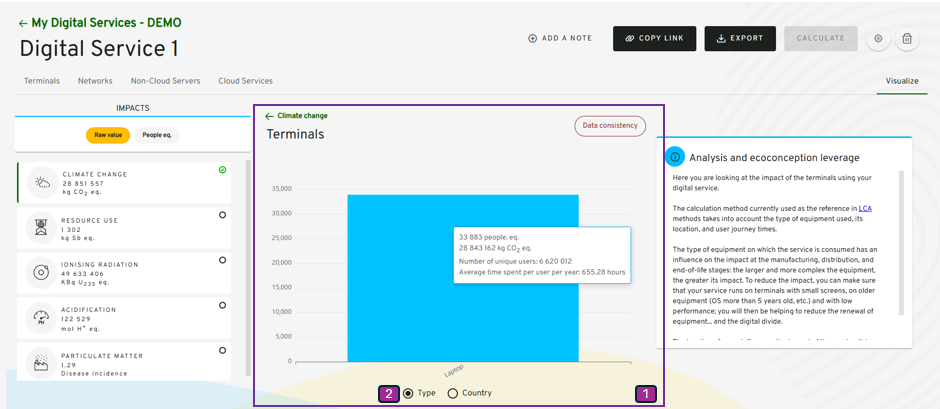 ← My Digital Services - DEMO
Digital Service 1
ADD A NOTE
COPY LINK
EXPORT
CALCULATE
Terminals
Networks
Non-Cloud Servers
Cloud Services
Visualize
IMPACTS
Raw value
People eq.
CLIMATE CHANGE
28 851 557
kg CO2 eq.
RESOURCE USE
1 302
kg Sb eq.
IONISING RADIATION
49 633 406
KBq U235 eq.
PH
ACIDIFICATION
122 529
mol H+ eq.
PARTICULATE MATTER
1.29
Disease incidence
← Climate change
Terminals
Data consistency
35,000
30,000
25,000
20,000
15,000
10,000
5,000
0
33 883 people, eq.
28 843 162 kg CO2 eq.
Number of unique users: 6 620 012
Average time spent per user per year: 655.28 hours
Laptop
2
Type
Country
1
Analysis and ecoconception leverage
Here you are looking at the impact of the terminals using your
digital service.
The calculation method currently used as the reference in LCA
methods takes into account the type of equipment used, its
location, and user journey times.
The type of equipment on which the service is consumed has an
influence on the impact at the manufacturing, distribution, and
end-of-life stages: the larger and more complex the equipment,
the greater its impact. To reduce the impact, you can make sure
that your service runs on terminals with small screens, on older
equipment (OS more than 5 years old, etc.) and with low
performance; you will then be helping to reduce the renewal of
equipment... and the digital divide.